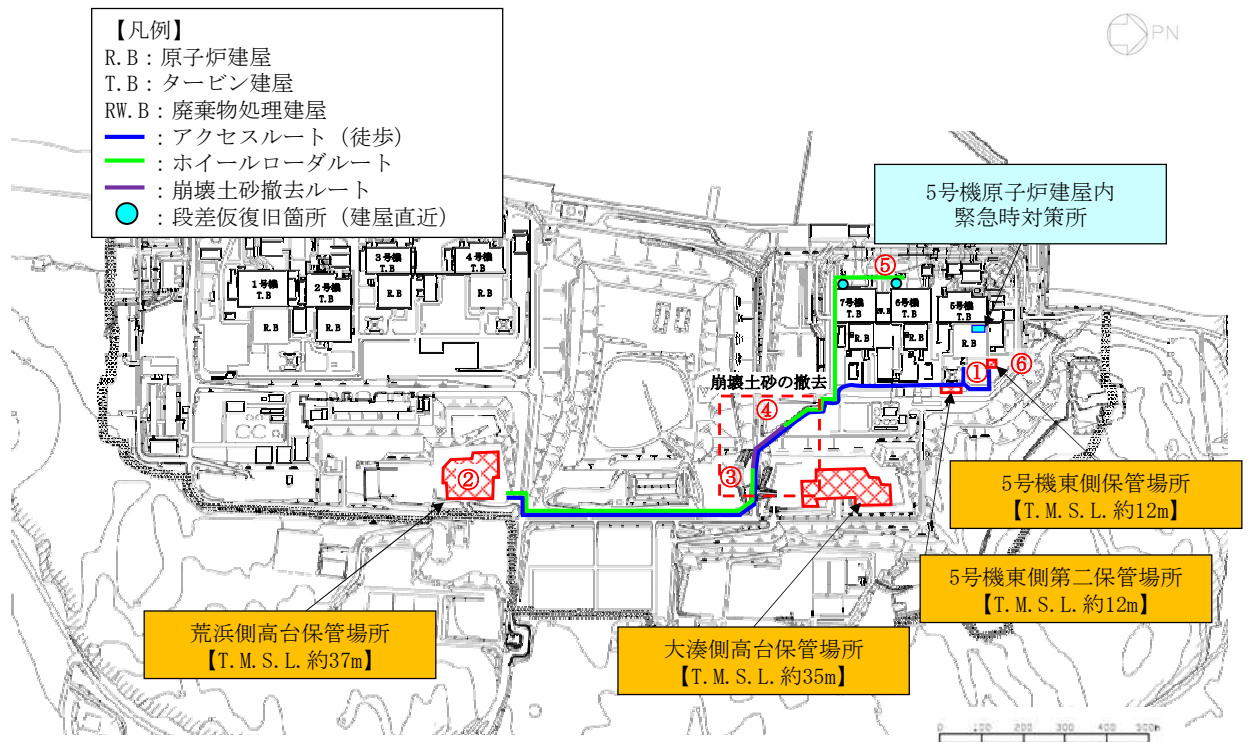 【凡例】
R.B：原子炉建屋
T.B：タービン建屋
RW.B：廃棄物処理建屋
：アクセスルート（徒歩）
：ホイールローダルート
：崩壊土砂撤去ルート
：段差仮復旧箇所（建屋直近）
PN
5号機原子炉建屋内
緊急時対策所
1号機
T.B
R.B
2号機
T.B
R.B
3号機
T.B
R.B
4号機
T.B
R.B
⑤
7号機
T.B
R.B
RW.B
6号機
T.B
R.B
5号機
T.B
R.B
①
⑥
崩壊土砂の撤去
④
③
②
5号機東側保管場所
【T.M.S.L.約12m】
5号機東側第二保管場所
【T.M.S.L.約12m】
荒浜側高台保管場所
【T.M.S.L.約37m】
大湊側高台保管場所
【T.M.S.L.約35m】
0 100 200 300 400 500m